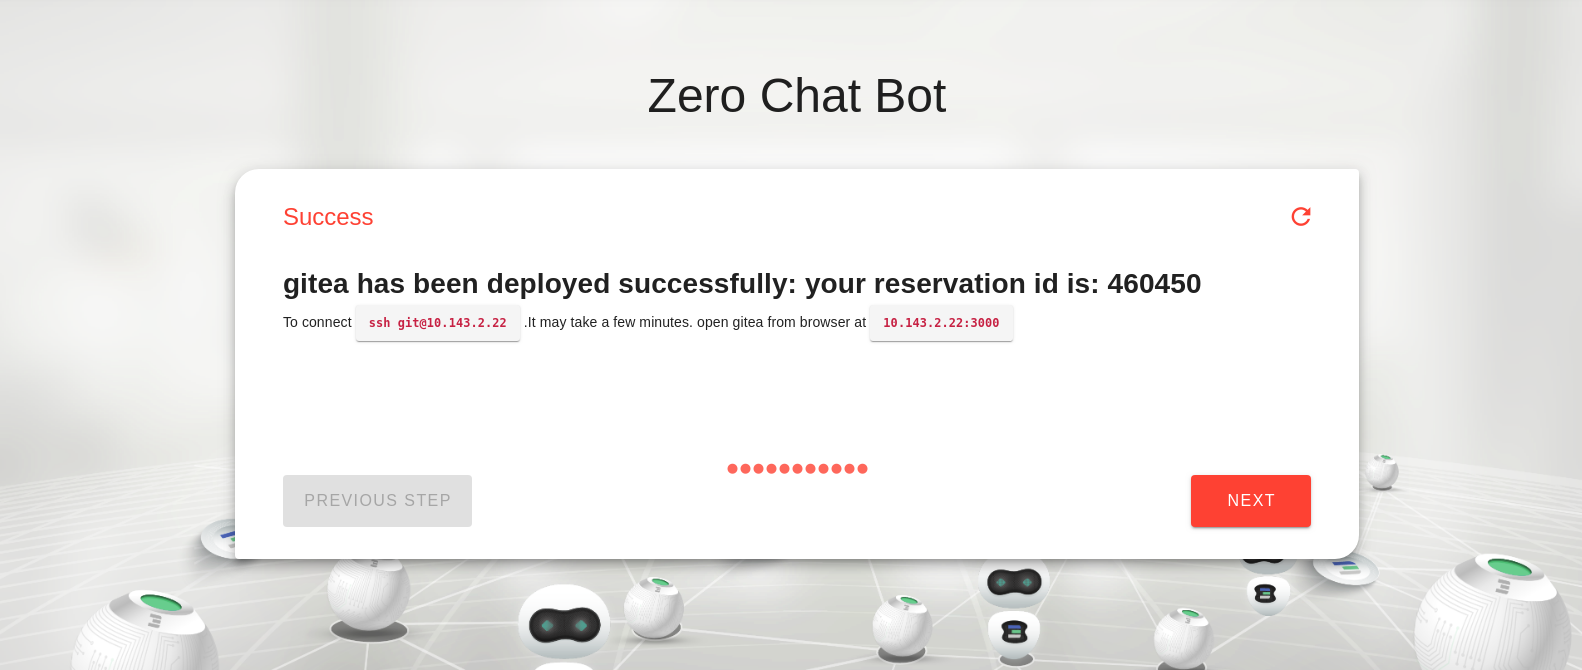 Zero Chat Bot
Success
gitea has been deployed successfully: your reservation id is: 460450
To connect ssh git@10.143.2.22 .It may take a few minutes. open gitea from browser at 10.143.2.22:3000
PREVIOUS STEP
NEXT